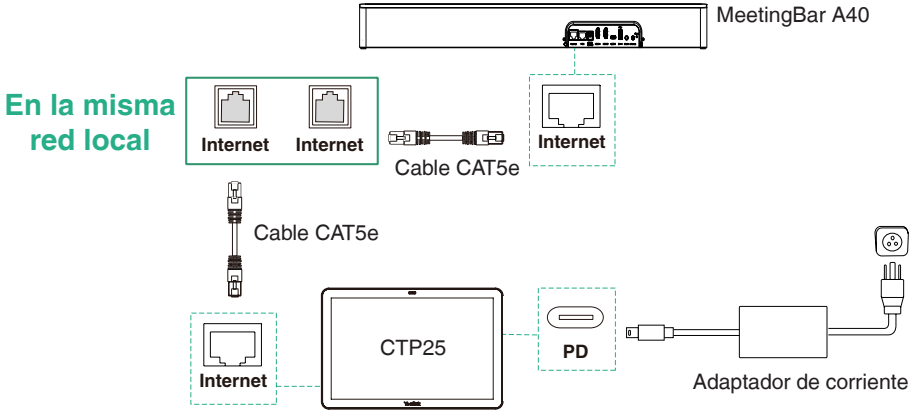 MeetingBar A40
En la misma
red local
Internet
Internet
Internet
Cable CAT5e
Cable CAT5e
CTP25
Yealink
PD
Internet
Adaptador de corriente